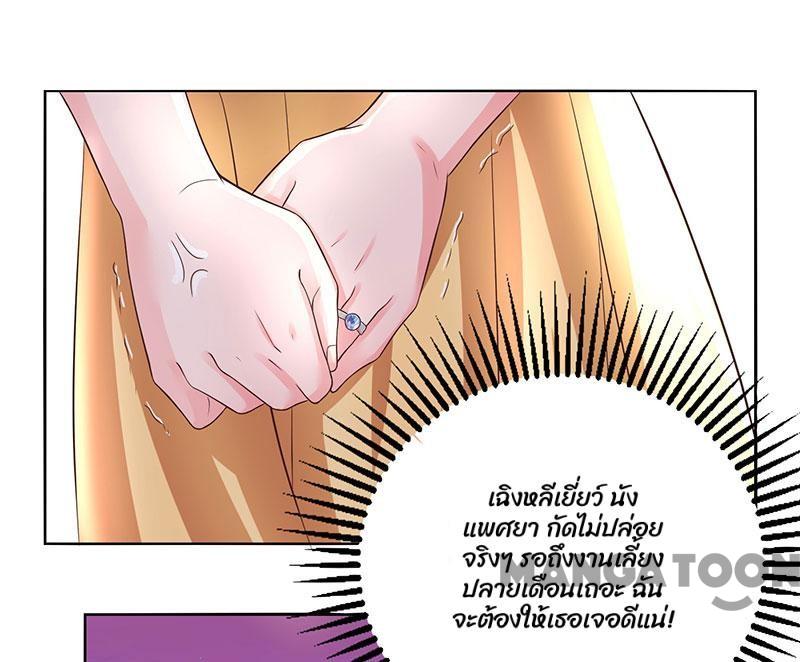 เฉิงหลีเยี่ยว์ นัง
แพศยา กัดไม่ปล่อย
จริงๆ รอถึงงานเลี้ยง
ปลายเดือนเถอะ ฉัน
จะต้องให้เธอเจอดีแน่!
MANGATOON